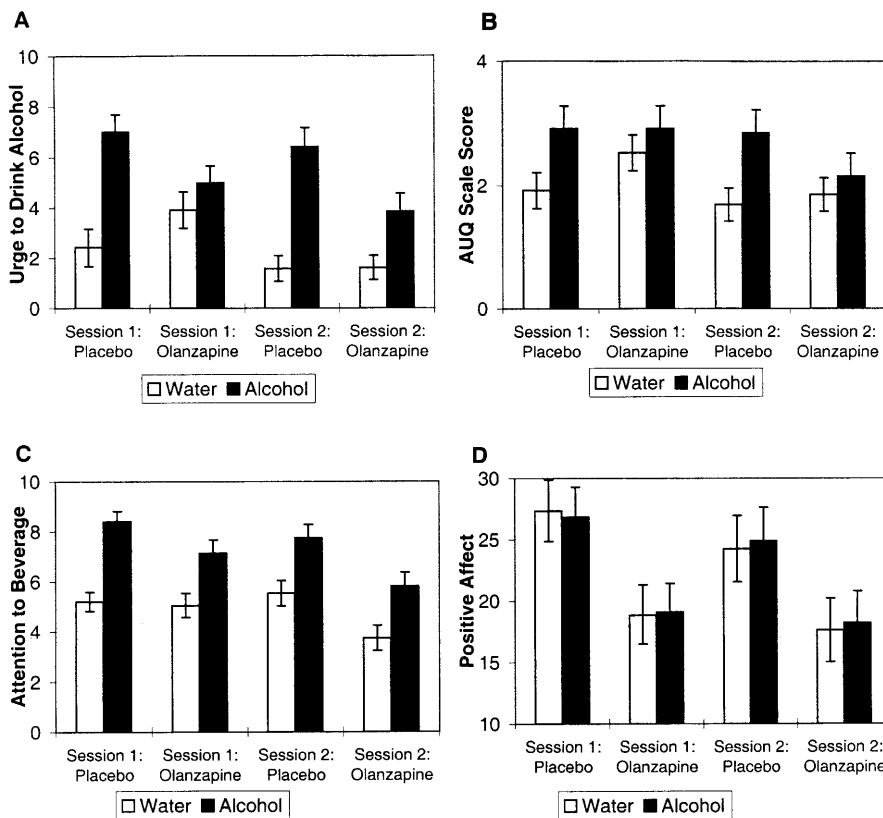 A
Urge to Drink Alcohol
10
8
6
4
2
0
Session 1: Session 1: Session 2: Session 2:
Placebo Olanzapine Placebo Olanzapine
Water Alcohol
B
AUQ Scale Score
4
2
0
Session 1: Session 1: Session 2: Session 2:
Placebo Olanzapine Placebo Olanzapine
Water Alcohol
C
Attention to Beverage
10
8
6
4
2
0
Session 1: Session 1: Session 2: Session 2:
Placebo Olanzapine Placebo Olanzapine
Water Alcohol
D
Positive Affect
30
25
20
15
10
Session 1: Session 1: Session 2: Session 2:
Placebo Olanzapine Placebo Olanzapine
Water Alcohol